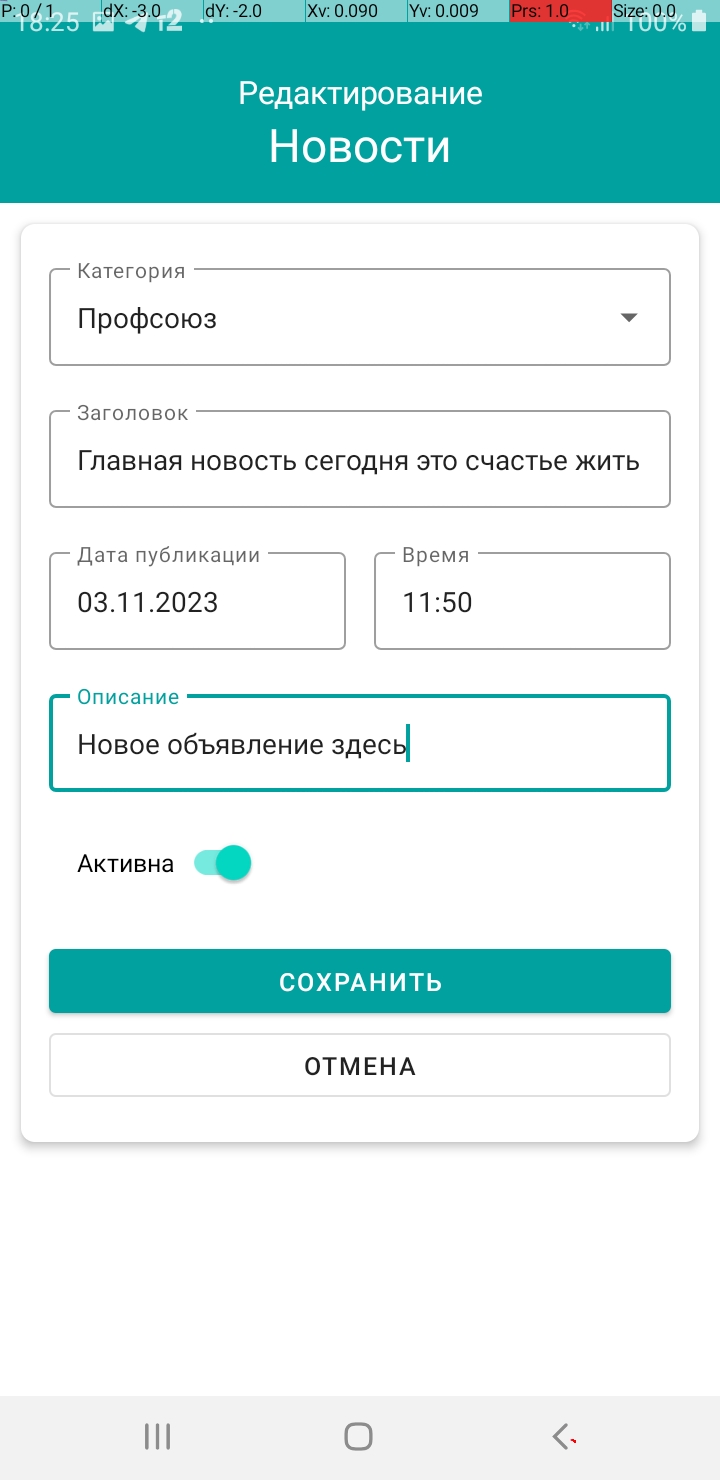 P: 0 / 1 dX: -3.0 dY: -2.0 Xv: 0.090 Yv: 0.009 Prs: 1.0 Size: 0.0
18:25 т2 100%
Редактирование
Новости
Категория
Профсоюз
Заголовок
Главная новость сегодня это счастье жить
Дата публикации Время
03.11.2023 11:50
Описание
Новое объявление здесь
Активна
СОХРАНИТЬ
ОТМЕНА